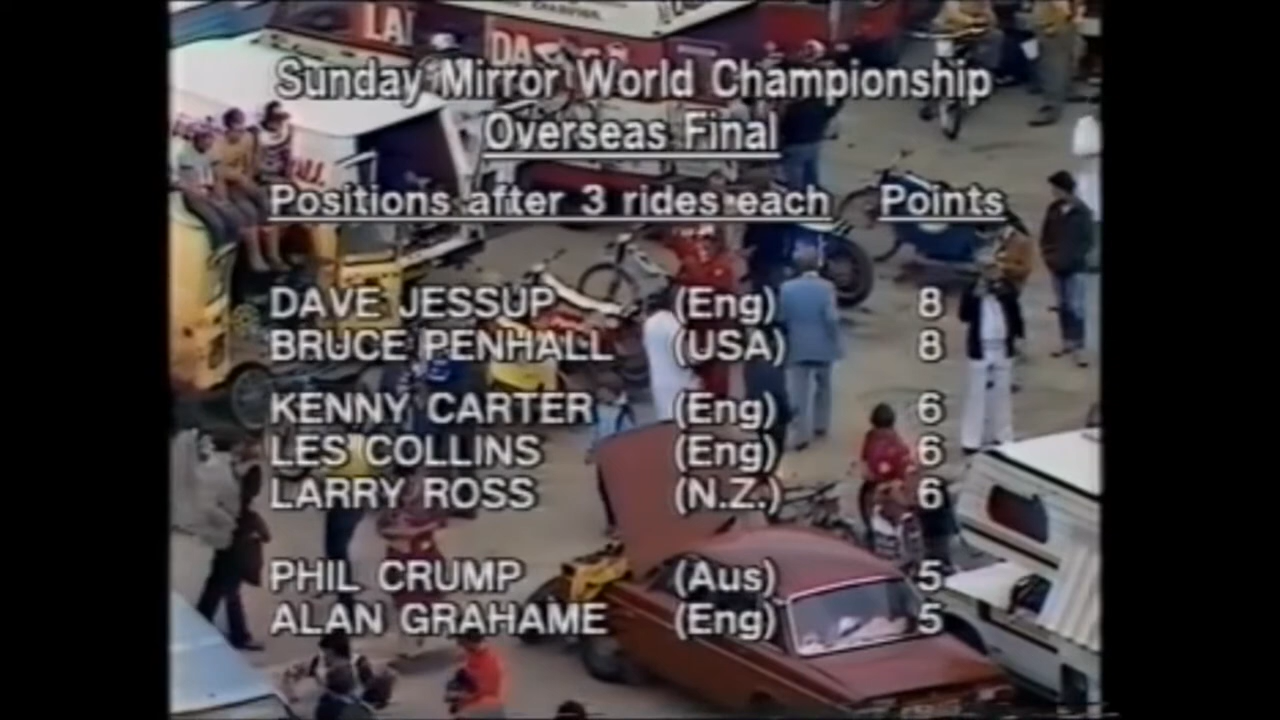 LAI
DA
Sunday Mirror World Championship
Overseas Final
Positions after 3 rides each Points
DAVE JESSUP (Eng) 8
BRUCE PENHALL (USA) 8
KENNY CARTER (Eng) 6
LES COLLINS (Eng) 6
LARRY ROSS (N.Z.) 6
PHIL CRUMP (Aus) 5
ALAN GRAHAME (Eng) 5